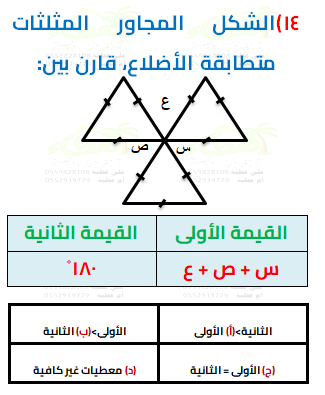 ١٤)الشكل المجاور المثلثات
متطابقة الأضلاع، قارن بين:
ع
ص س
القيمة الأولى القيمة الثانية
س + ص + ع ١٨٠°
(أ) الأولى>الثانية (ب) الثانية>الأولى
(ج) الأولى = الثانية (د) معطيات غير كافية